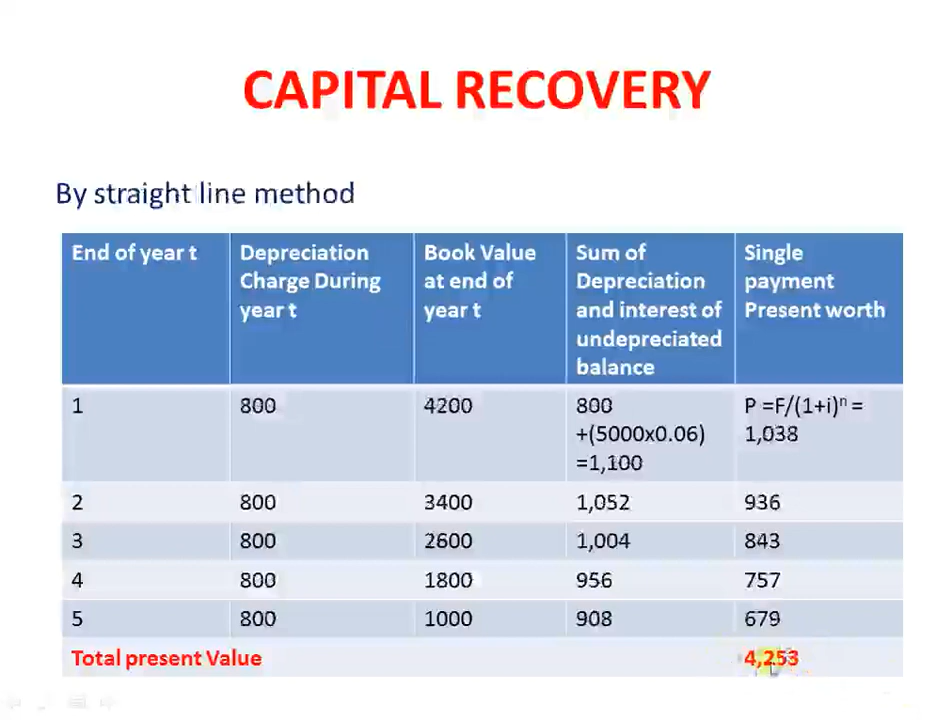 CAPITAL RECOVERY
By straight line method
End of year t
Depreciation
Charge During
year t
Book Value
at end of
year t
Sum of
Depreciation
and interest of
undepreciated
balance
Single
payment
Present worth
1
800
4200
800
+(5000x0.06)
=1,100
P =F/(1+i)ⁿ =
1,038
2 800 3400 1,052 936
3 800 2600 1,004 843
4 800 1800 956 757
5 800 1000 908 679
Total present Value 4,253